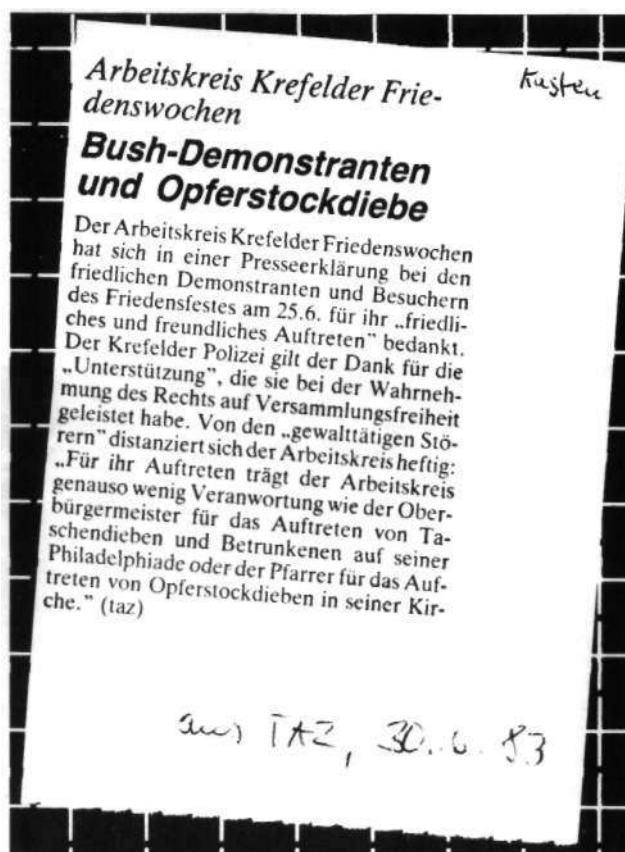 Kasten
Arbeitskreis Krefelder Frie-
denswochen
Bush-Demonstranten
und Opferstockdiebe
Der Arbeitskreis Krefelder Friedenswochen
hat sich in einer Presseerklärung bei den
friedlichen Demonstranten und Besuchern
des Friedensfestes am 25.6. für ihr „friedli-
ches und freundliches Auftreten” bedankt.
Der Krefelder Polizei gilt der Dank für die
„Unterstützung”, die sie bei der Wahrneh-
mung des Rechts auf Versammlungsfreiheit
geleistet habe. Von den „gewalttätigen Stö-
rern” distanziert sich der Arbeitskreis heftig:
„Für ihr Auftreten trägt der Arbeitskreis
genauso wenig Veranwortung wie der Ober-
bürgermeister für das Auftreten von Ta-
schendieben und Betrunkenen auf seiner
Philadelphiade oder der Pfarrer für das Auf-
treten von Opferstockdieben in seiner Kir-
che.” (taz)
aus TAZ, 30.6.83